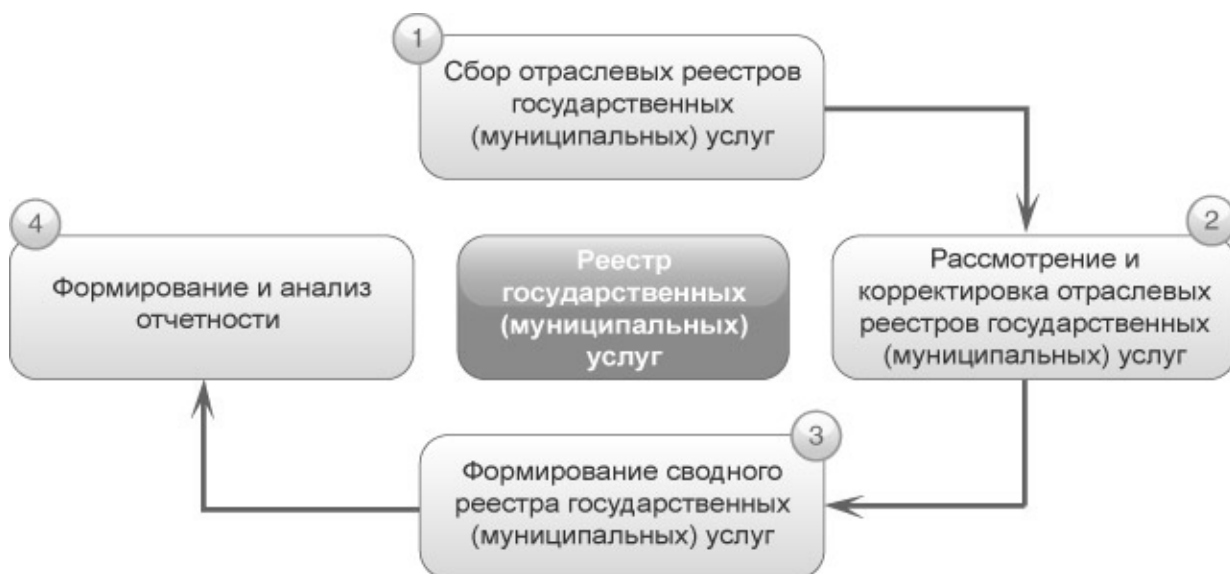 1
Сбор отраслевых реестров
государственных
(муниципальных) услуг
2
Рассмотрение и
корректировка отраслевых
реестров государственных
(муниципальных) услуг
3
Формирование сводного
реестра государственных
(муниципальных) услуг
4
Формирование и анализ
отчетности
Реестр
государственных
(муниципальных)
услуг